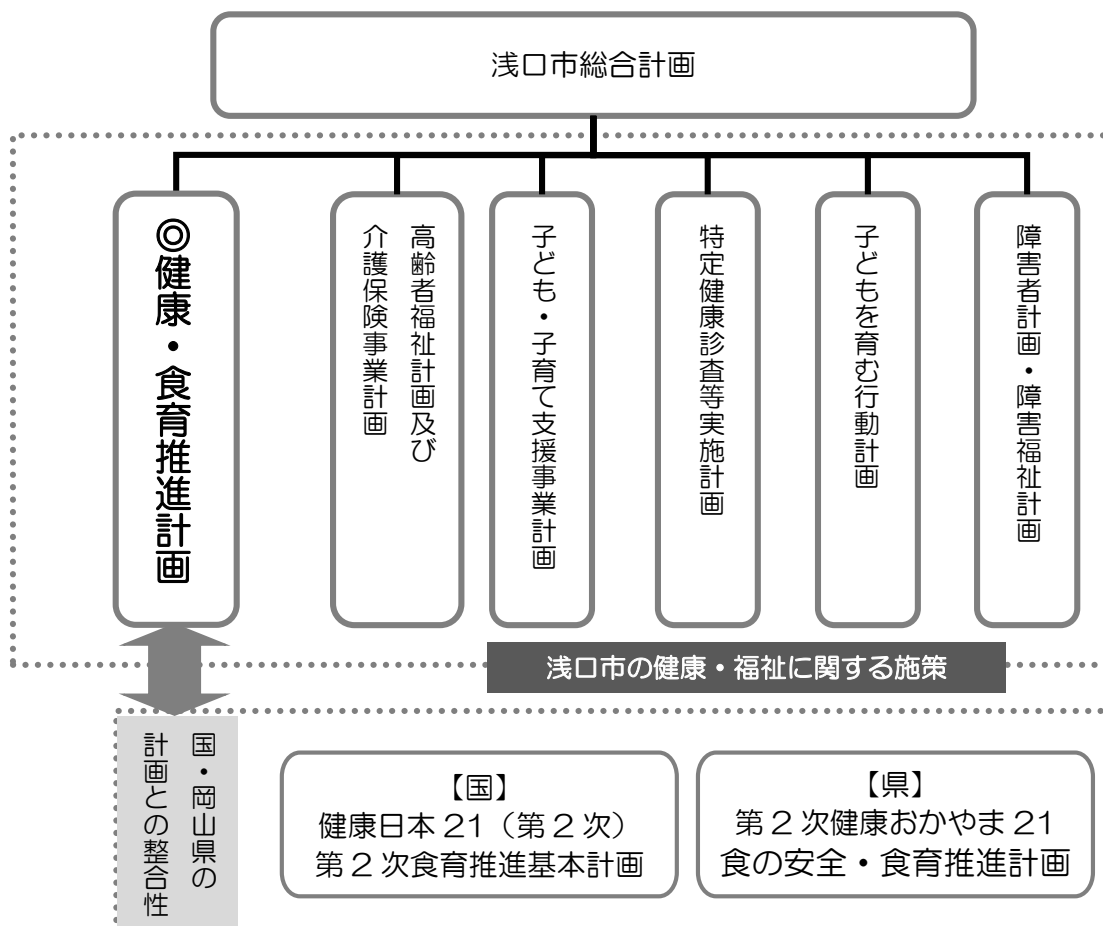 浅口市総合計画
◎健康・食育推進計画
高齢者福祉計画及び
介護保険事業計画
子ども・子育て支援事業計画
特定健康診査等実施計画
子どもを育む行動計画
障害者計画・障害福祉計画
浅口市の健康・福祉に関する施策
国・岡山県の
計画との整合性
【国】
健康日本21（第2次）
第2次食育推進基本計画
【県】
第2次健康おかやま21
食の安全・食育推進計画